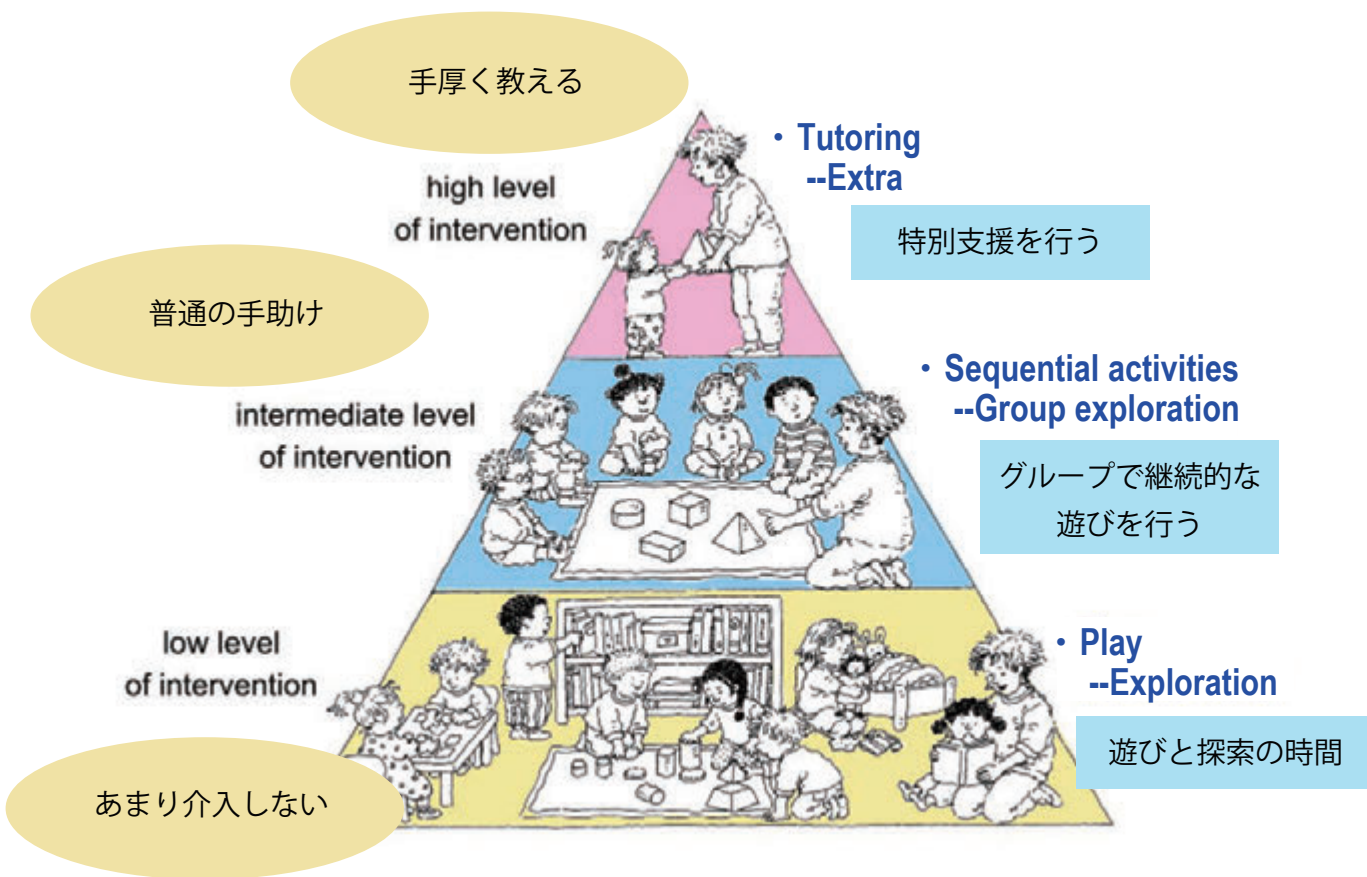 手厚く教える
high level
of intervention
・Tutoring
--Extra
特別支援を行う
普通の手助け
intermediate level
of intervention
・Sequential activities
--Group exploration
グループで継続的な
遊びを行う
low level
of intervention
・Play
--Exploration
遊びと探索の時間
あまり介入しない